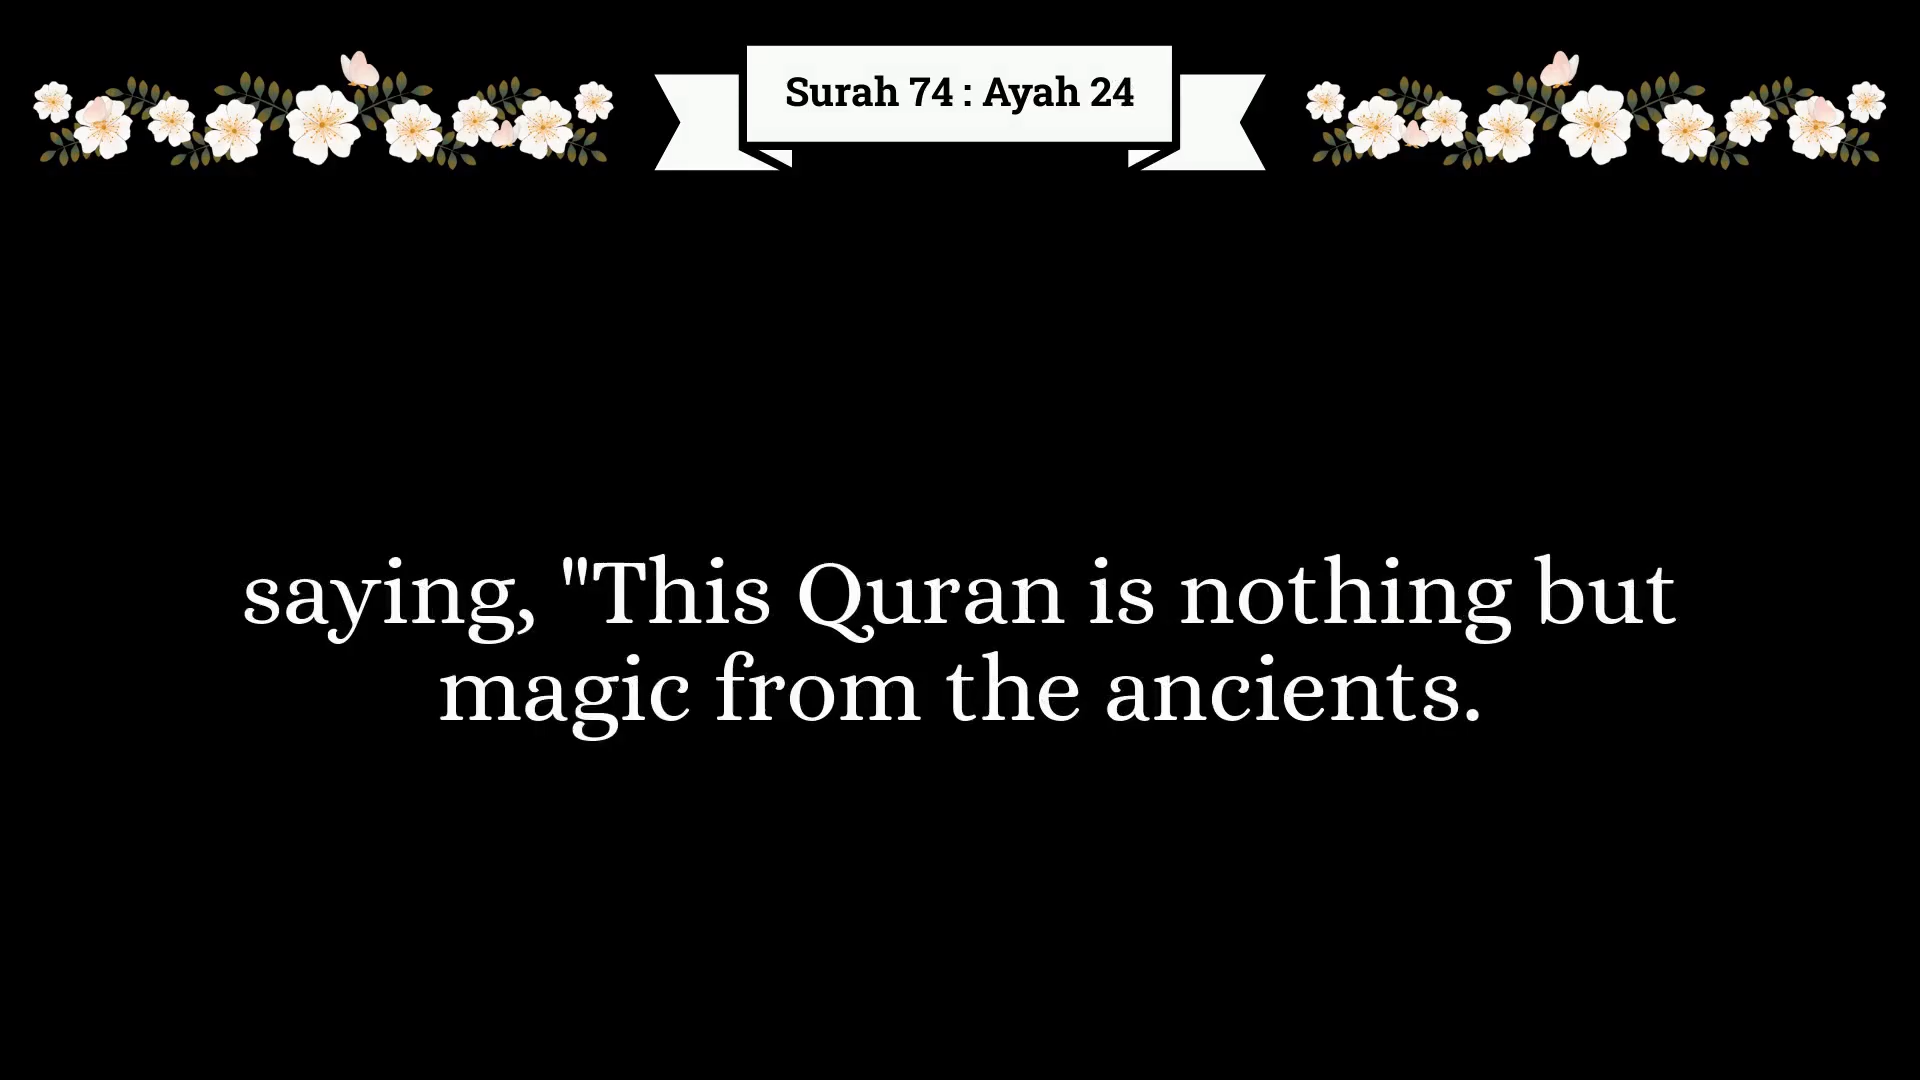 Surah 74 : Ayah 24
saying, "This Quran is nothing but
magic from the ancients.